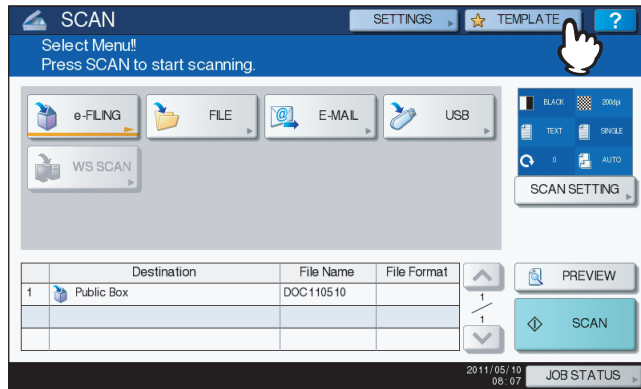 SCAN
SETTINGS
TEMPLATE
?
Select Menu!!
Press SCAN to start scanning.
e-FILING
FILE
E-MAIL
USB
WS SCAN
BLACK 200dpi
TEXT SINGLE
0 AUTO
SCAN SETTING
Destination File Name File Format
1 Public Box DOC110510
1
1
PREVIEW
SCAN
2011/05/10
08:07
JOB STATUS